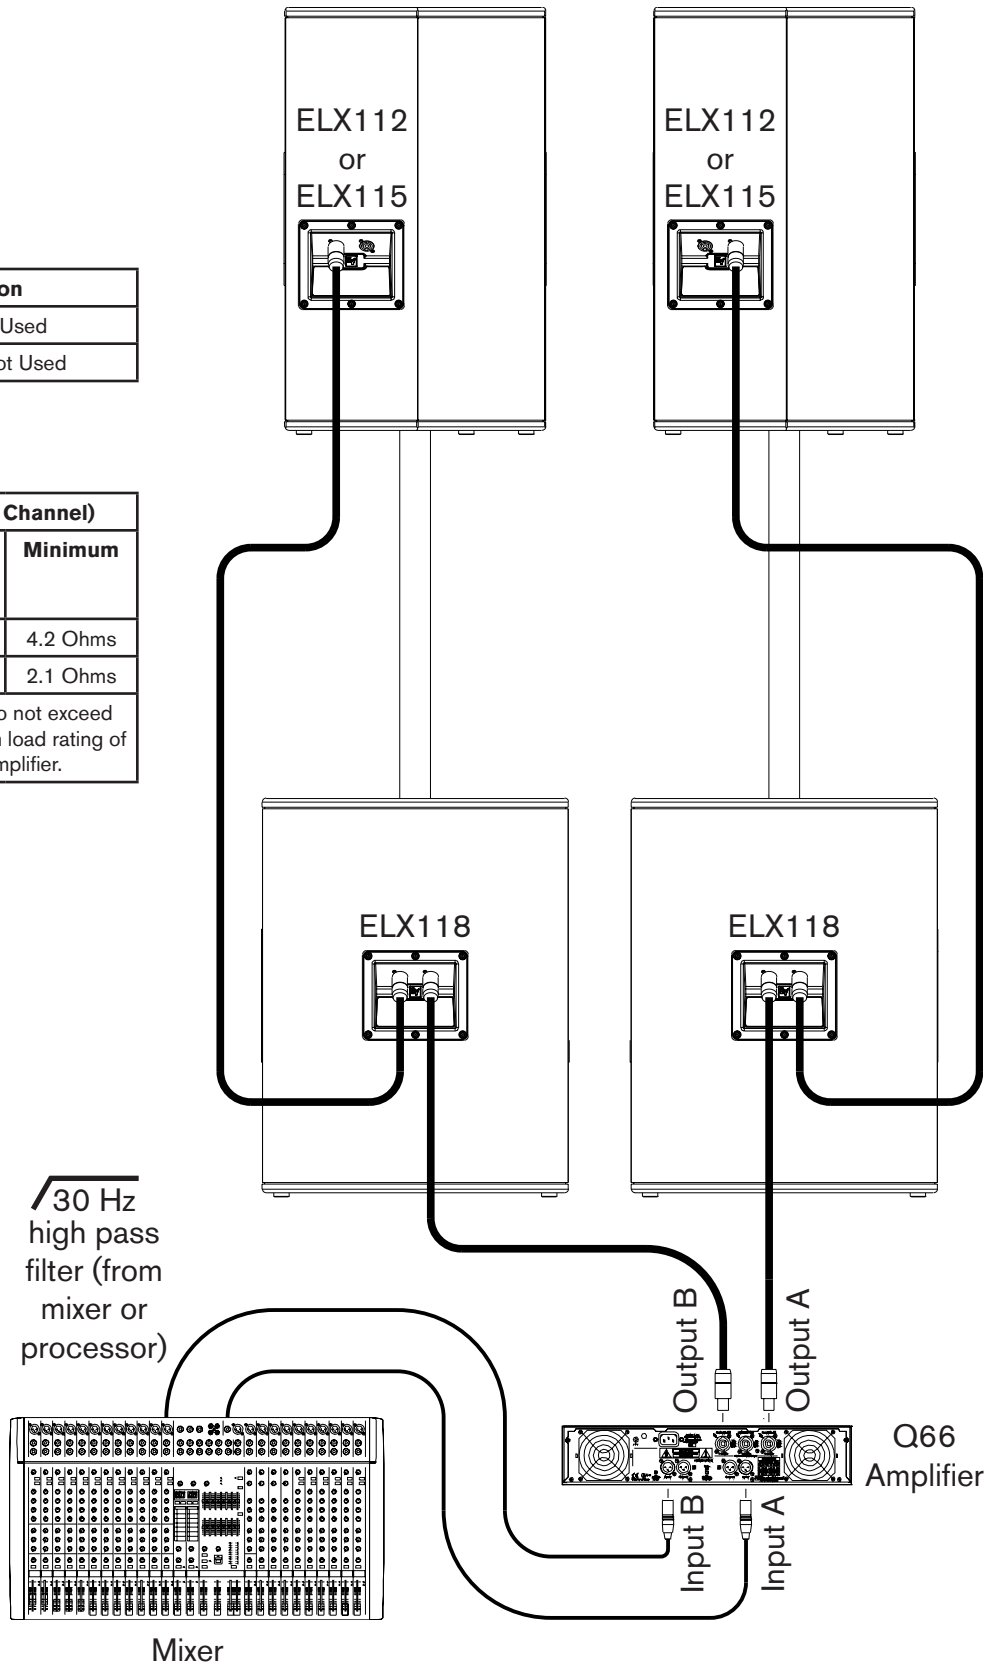 ELX112
or
ELX115
ELX112
or
ELX115
on
Used
ot Used
Channel)
Minimum
4.2 Ohms
2.1 Ohms
o not exceed
load rating of
mplifier.
ELX118
ELX118
30 Hz
high pass
filter (from
mixer or
processor)
Output B
Output A
Q66
Amplifier
Input B
Input A
Mixer